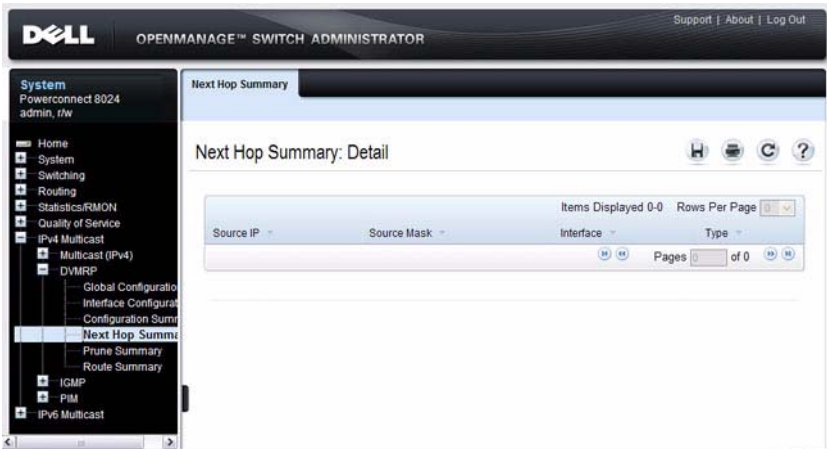 Support | About | Log Out
DELL
OPENMANAGE™ SWITCH ADMINISTRATOR
System
Powerconnect 8024
admin, r/w
Home
System
Switching
Routing
Statistics/RMON
Quality of Service
IPv4 Multicast
Multicast (IPv4)
DVMRP
Global Configuratio
Interface Configurat
Configuration Summ
Next Hop Summa
Prune Summary
Route Summary
IGMP
PIM
IPv6 Multicast
Next Hop Summary
Next Hop Summary: Detail
Items Displayed 0-0 Rows Per Page 0
Source IP Source Mask Interface Type
Pages 0 of 0